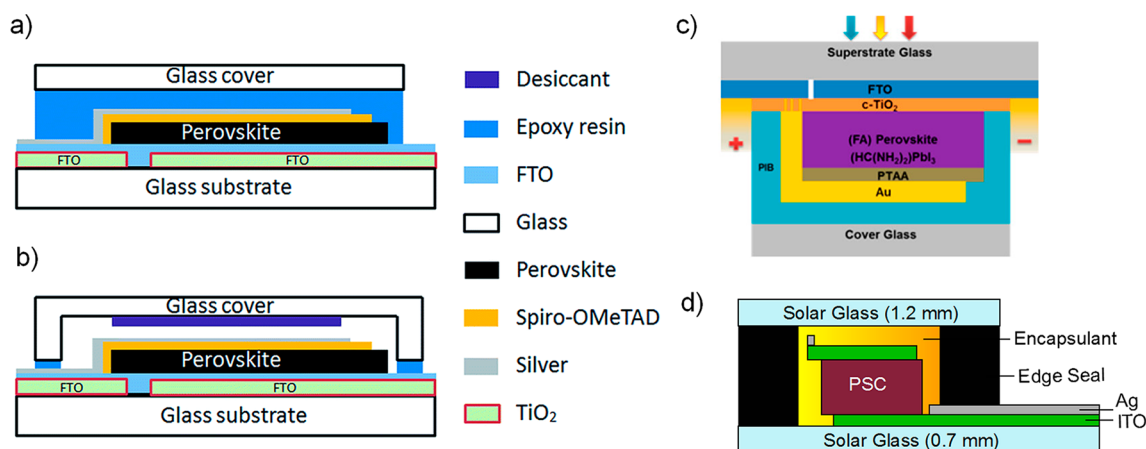 a)
Glass cover
Perovskite
FTO
FTO
Glass substrate
b)
Glass cover
Perovskite
FTO
FTO
Glass substrate
Desiccant
Epoxy resin
FTO
Glass
Perovskite
Spiro-OMeTAD
Silver
TiO₂
c)
Superstrate Glass
FTO
c-TiO₂
+
(FA) Perovskite
(HC(NH₂)₂)PbI₃
–
PIB
PTAA
Au
Cover Glass
d)
Solar Glass (1.2 mm)
Encapsulant
PSC
Edge Seal
Ag
ITO
Solar Glass (0.7 mm)